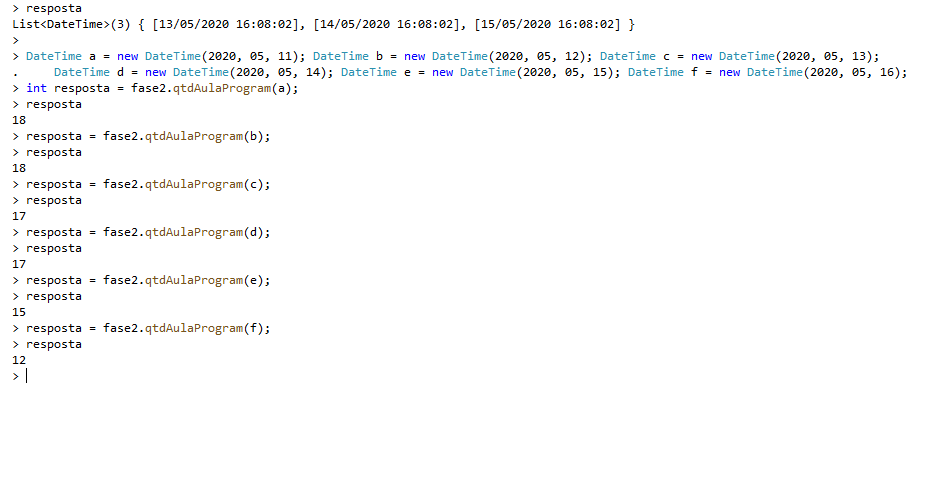 > resposta
List<DateTime>(3) { [13/05/2020 16:08:02], [14/05/2020 16:08:02], [15/05/2020 16:08:02] }
>
> DateTime a = new DateTime(2020, 05, 11); DateTime b = new DateTime(2020, 05, 12); DateTime c = new DateTime(2020, 05, 13);
.     DateTime d = new DateTime(2020, 05, 14); DateTime e = new DateTime(2020, 05, 15); DateTime f = new DateTime(2020, 05, 16);
> int resposta = fase2.qtdAulaProgram(a);
> resposta
18
> resposta = fase2.qtdAulaProgram(b);
> resposta
18
> resposta = fase2.qtdAulaProgram(c);
> resposta
17
> resposta = fase2.qtdAulaProgram(d);
> resposta
17
> resposta = fase2.qtdAulaProgram(e);
> resposta
15
> resposta = fase2.qtdAulaProgram(f);
> resposta
12
>